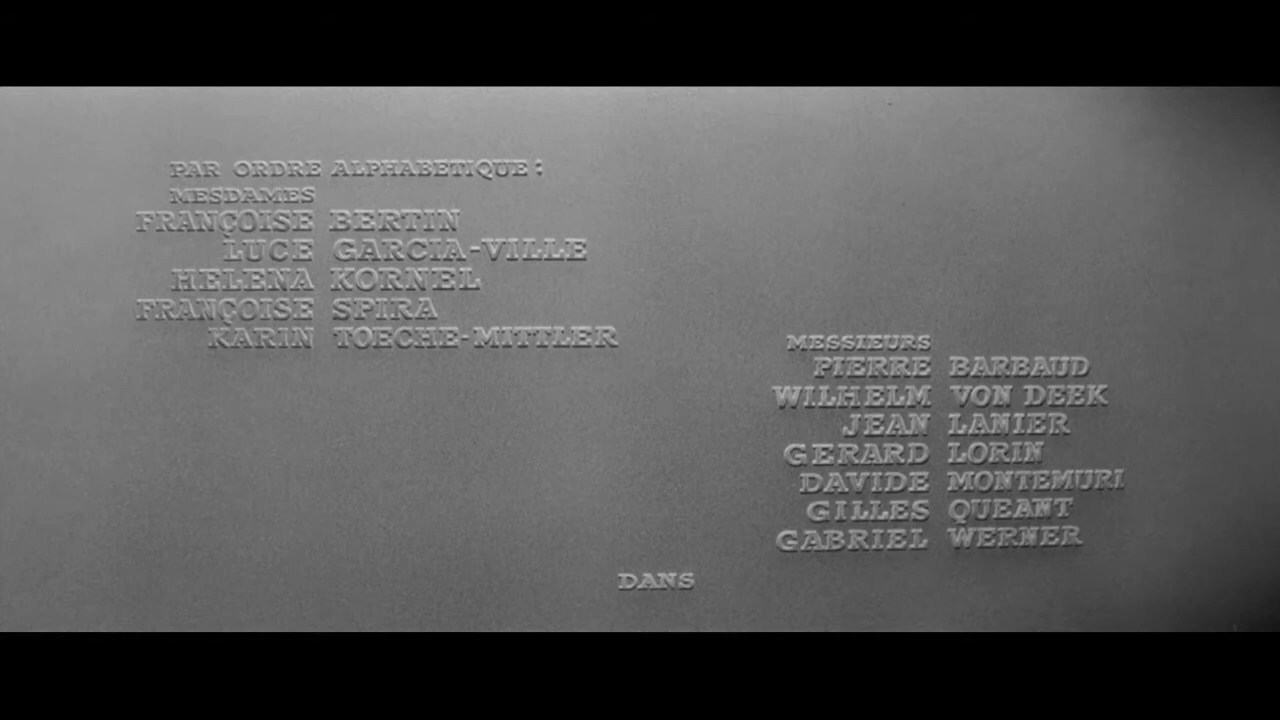 PAR ORDRE ALPHABETIQUE :
MESDAMES
FRANÇOISE BERTIN
LUCE GARCIA-VILLE
HELENA KORNEL
FRANÇOISE SPIRA
KARIN TOECHE-MITTLER
MESSIEURS
PIERRE BARBAUD
WILHELM VON DEEK
JEAN LANIER
GERARD LORIN
DAVIDE MONTEMURI
GILLES QUEANT
GABRIEL WERNER
DANS